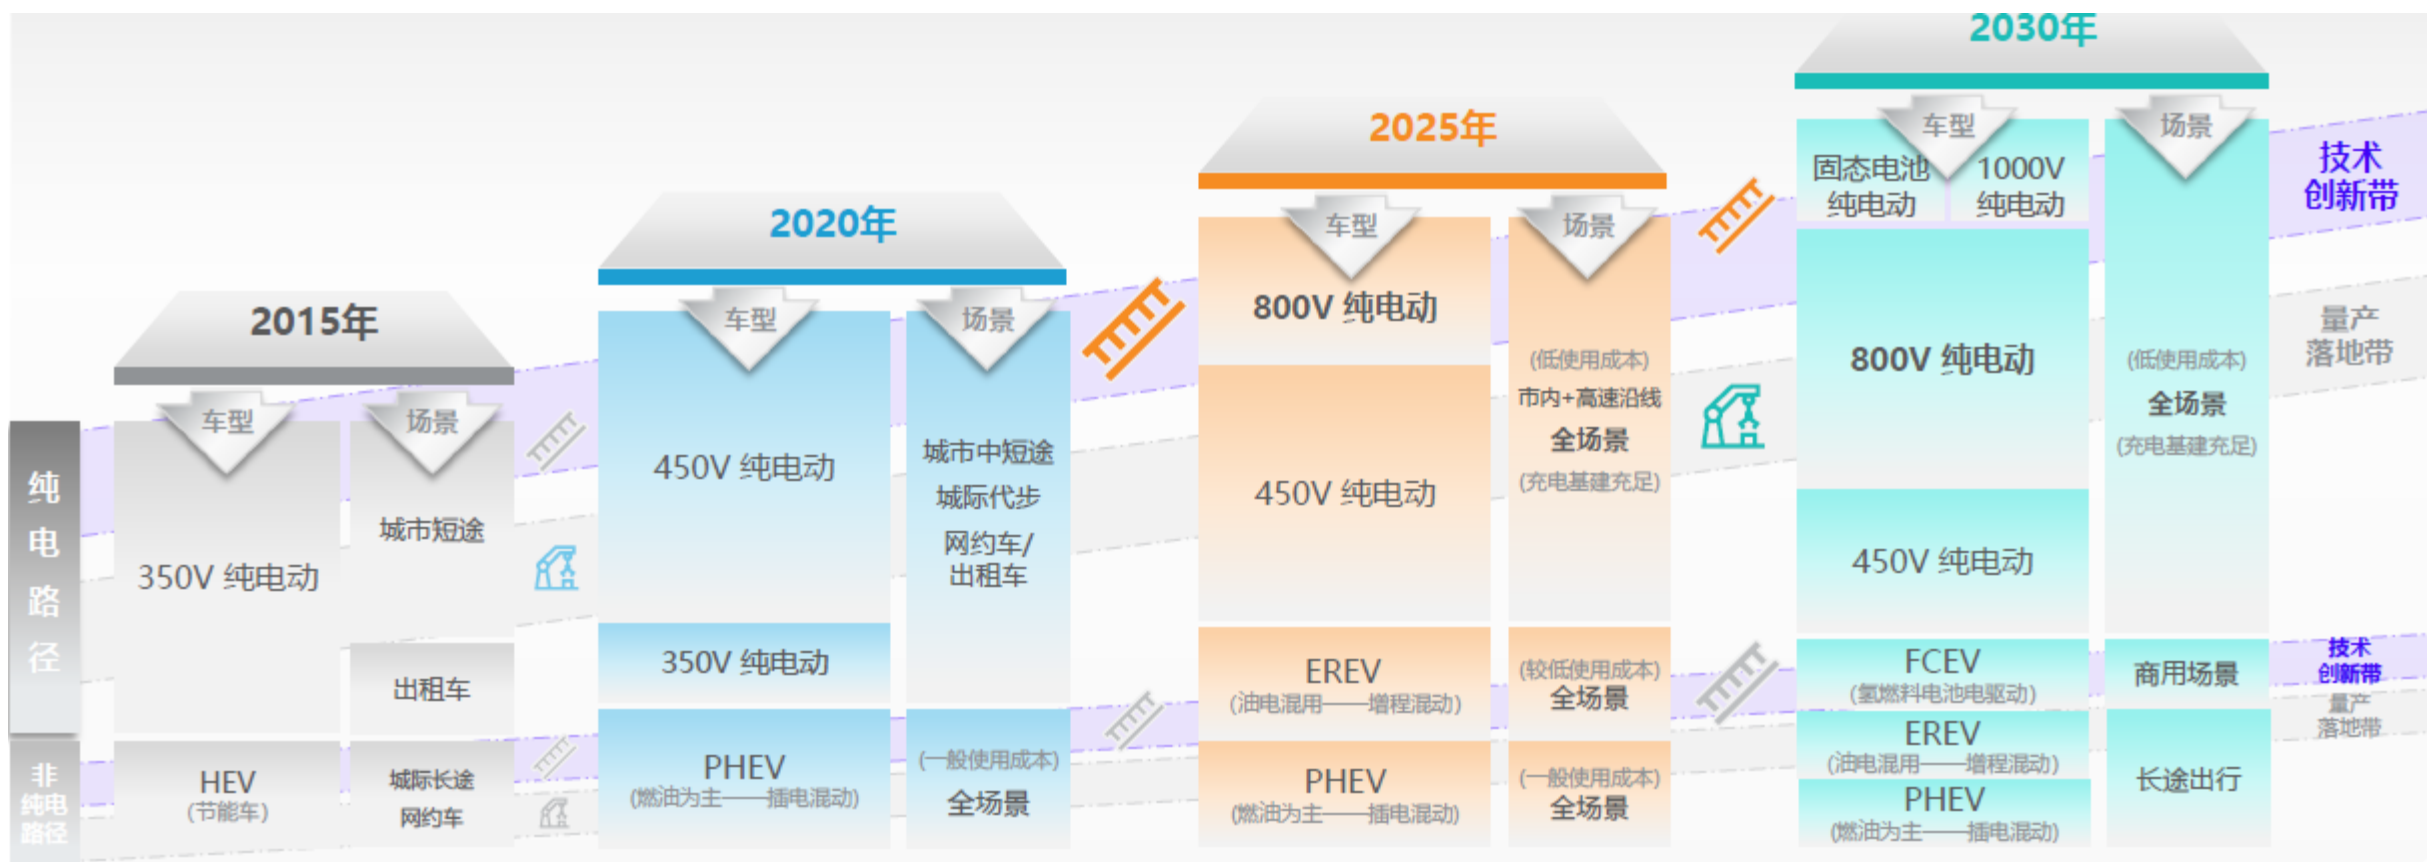 纯
电
路
径
非
纯电
路径
2015年
车型
场景
350V 纯电动
城市短途
出租车
HEV
(节能车)
城际长途
网约车
2020年
车型
场景
450V 纯电动
350V 纯电动
城市中短途
城际代步
网约车/
出租车
PHEV
(燃油为主——插电混动)
(一般使用成本)
全场景
2025年
车型
场景
800V 纯电动
450V 纯电动
(低使用成本)
市内+高速沿线
全场景
(充电基建充足)
EREV
(油电混用——增程混动)
(较低使用成本)
全场景
PHEV
(燃油为主——插电混动)
(一般使用成本)
全场景
2030年
车型
场景
固态电池
纯电动
1000V
纯电动
800V 纯电动
450V 纯电动
(低使用成本)
全场景
(充电基建充足)
FCEV
(氢燃料电池电驱动)
商用场景
EREV
(油电混用——增程混动)
PHEV
(燃油为主——插电混动)
长途出行
技术
创新带
量产
落地带
技术
创新带
量产
落地带